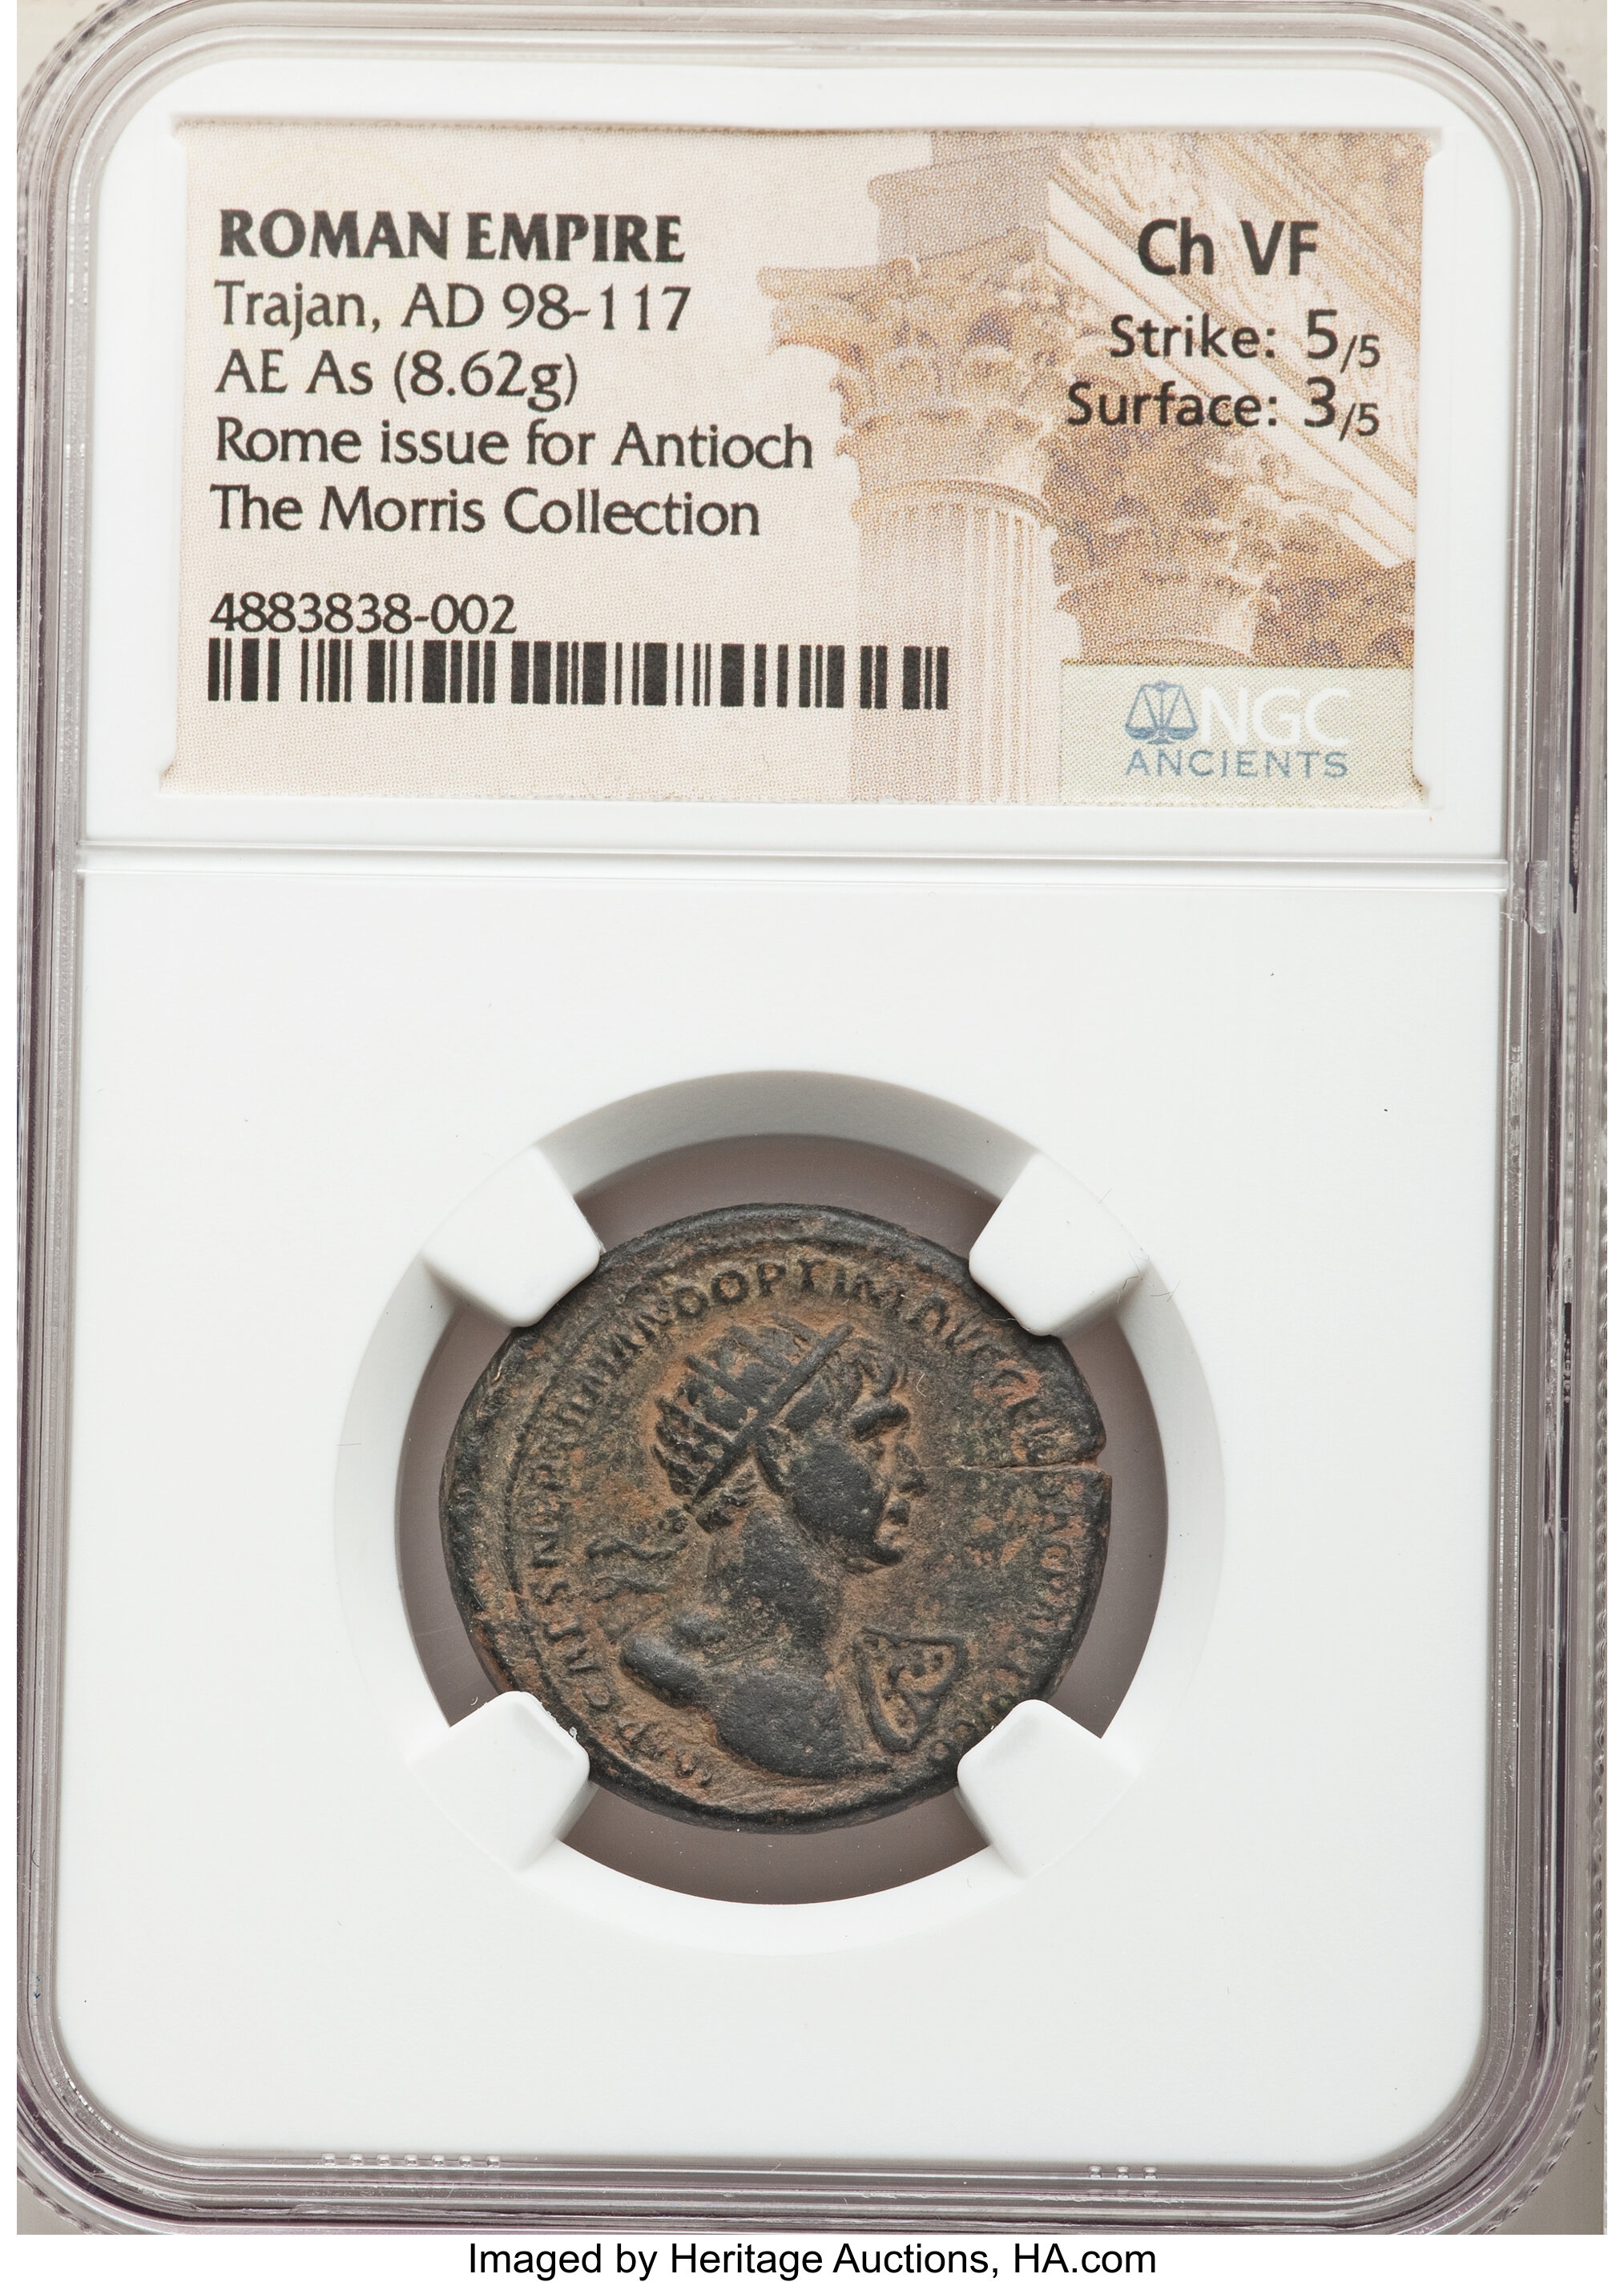 ROMAN EMPIRE
Trajan, AD 98-117
AE As (8.62g)
Rome issue for Antioch
The Morris Collection
4883838-002
Ch VF
Strike: 5/5
Surface: 3/5
NGC
ANCIENTS
Imaged by Heritage Auctions, HA.com